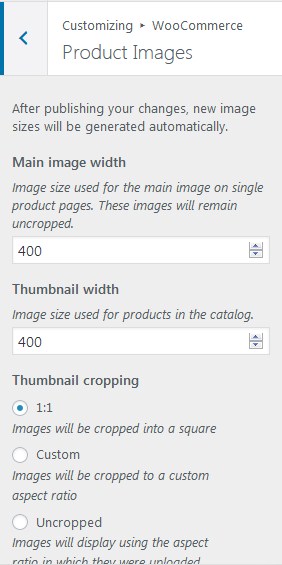 Customizing ▸ WooCommerce
Product Images
After publishing your changes, new image
sizes will be generated automatically.
Main image width
Image size used for the main image on single
product pages. These images will remain
uncropped.
400
Thumbnail width
Image size used for products in the catalog.
400
Thumbnail cropping
1:1
Images will be cropped into a square
Custom
Images will be cropped to a custom
aspect ratio
Uncropped
Images will display using the aspect
ratio in which they were uploaded